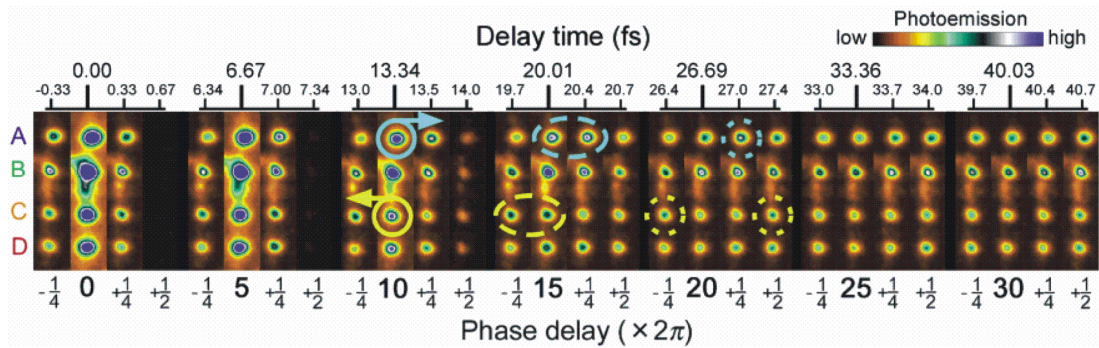 Photoemission
Delay time (fs)
low high
0.00 6.67 13.34 20.01 26.69 33.36 40.03
-0.33 0.33 0.67 6.34 7.00 7.34 13.0 13.5 14.0 19.7 20.4 20.7 26.4 27.0 27.4 33.0 33.7 34.0 39.7 40.4 40.7
A
B
C
D
-1/4 0 +1/4 +1/2 -1/4 5 +1/4 +1/2 -1/4 10 +1/4 +1/2 -1/4 15 +1/4 +1/2 -1/4 20 +1/4 +1/2 -1/4 25 +1/4 +1/2 -1/4 30 +1/4 +1/2
Phase delay (×2π)